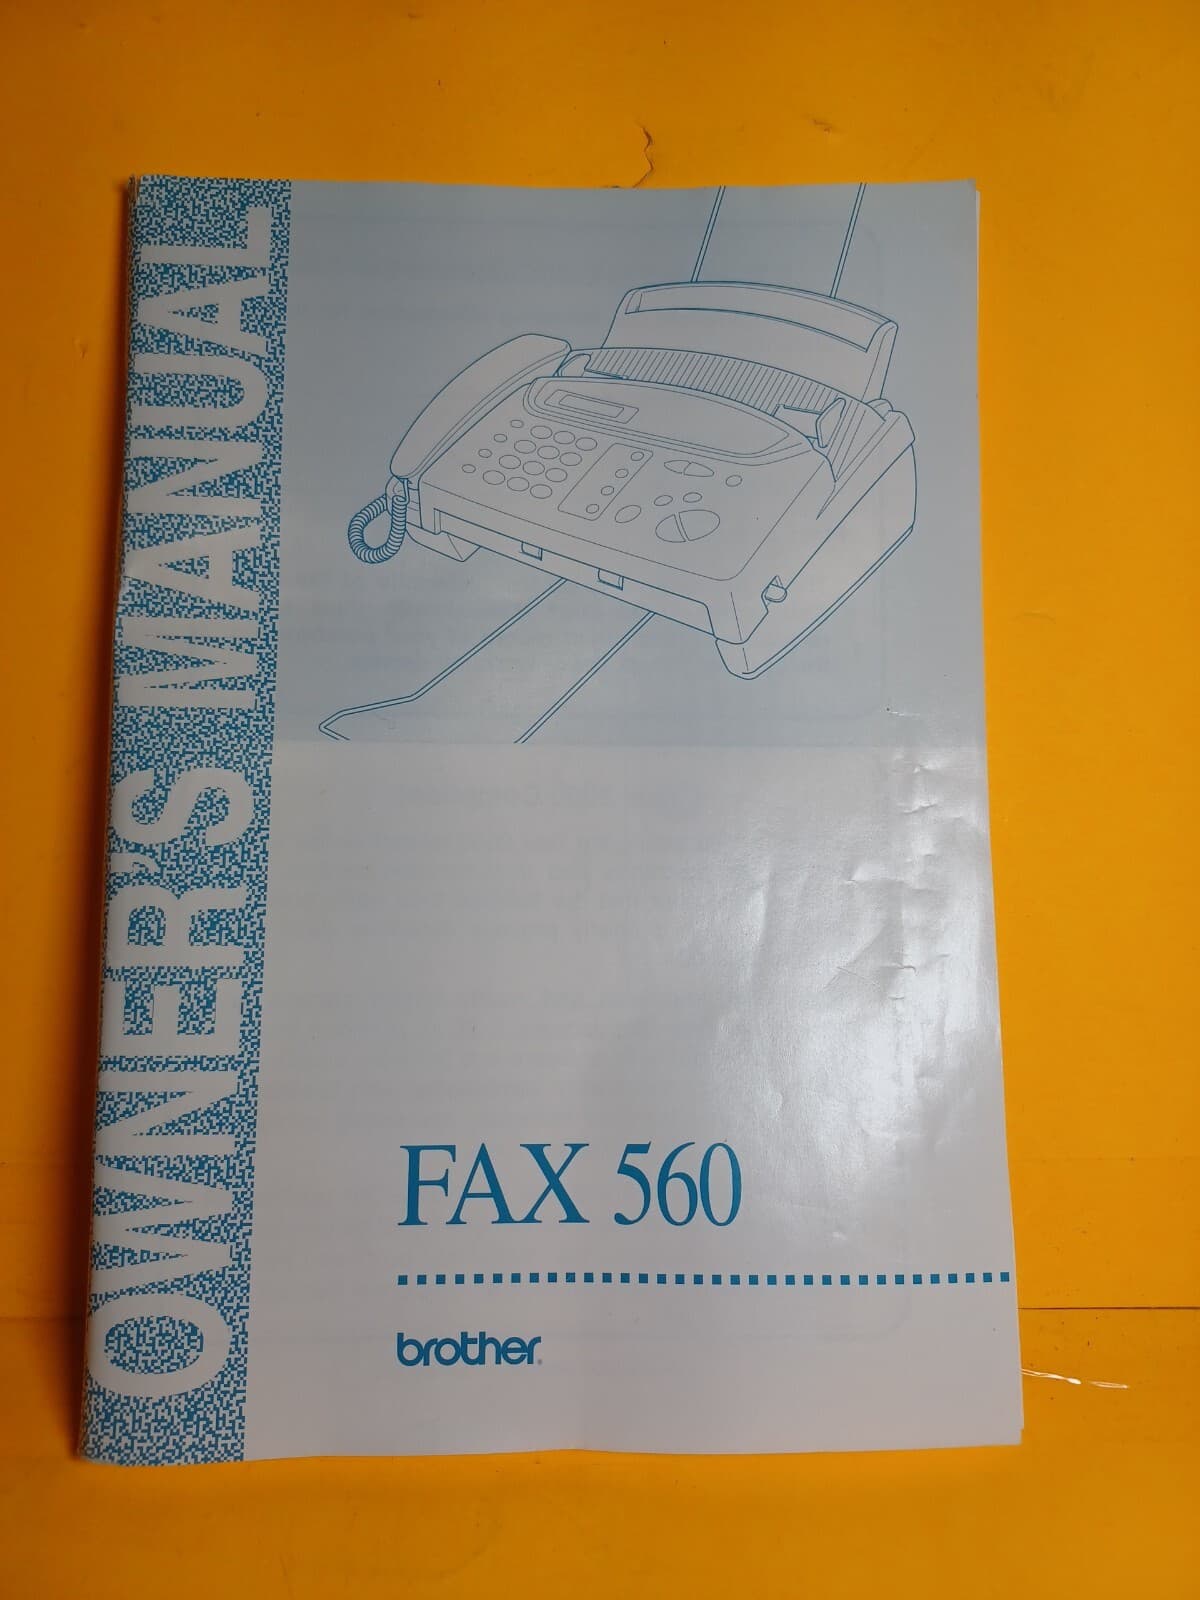 OWNER'S MANUAL
FAX 560
brother